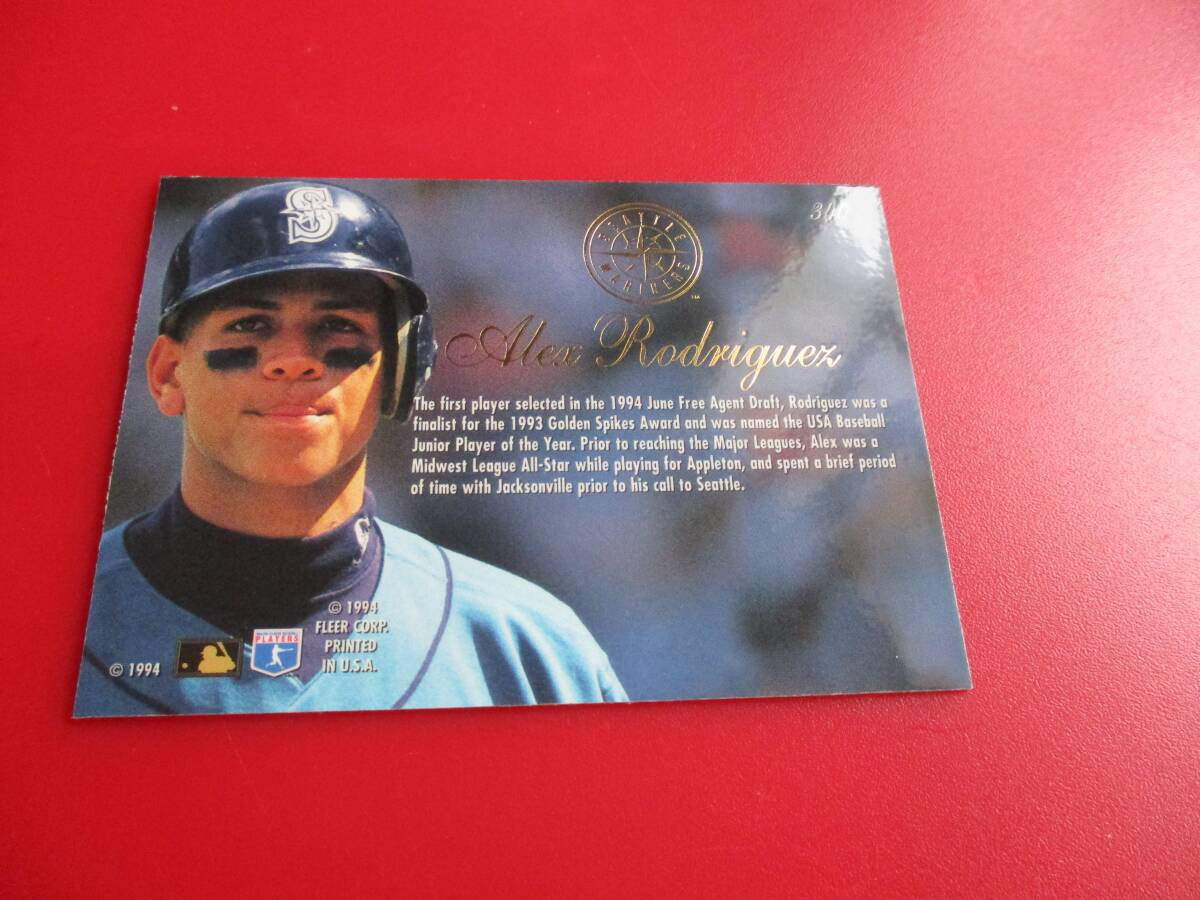 S
SEATTLE
MARINERS
™
Alex Rodriguez
The first player selected in the 1994 June Free Agent Draft, Rodriguez was a
finalist for the 1993 Golden Spikes Award and was named the USA Baseball
Junior Player of the Year. Prior to reaching the Major Leagues, Alex was a
Midwest League All-Star while playing for Appleton, and spent a brief period
of time with Jacksonville prior to his call to Seattle.
© 1994
FLEER CORP.
PRINTED
IN U.S.A.
PLAYERS
© 1994